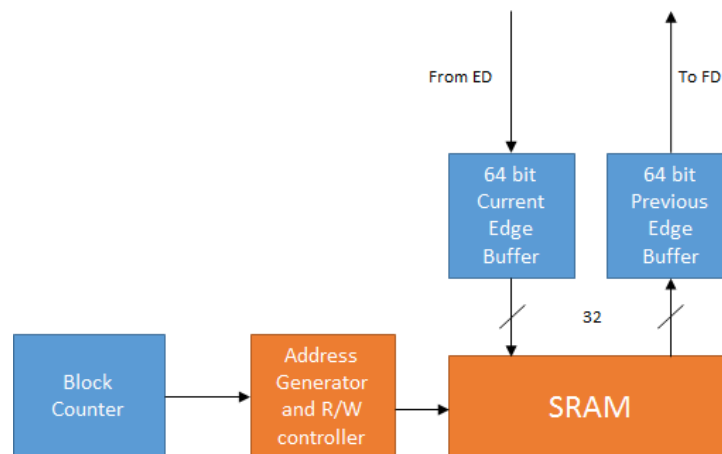 From ED
To FD
64 bit
Current
Edge
Buffer
64 bit
Previous
Edge
Buffer
32
Block
Counter
Address
Generator
and R/W
controller
SRAM